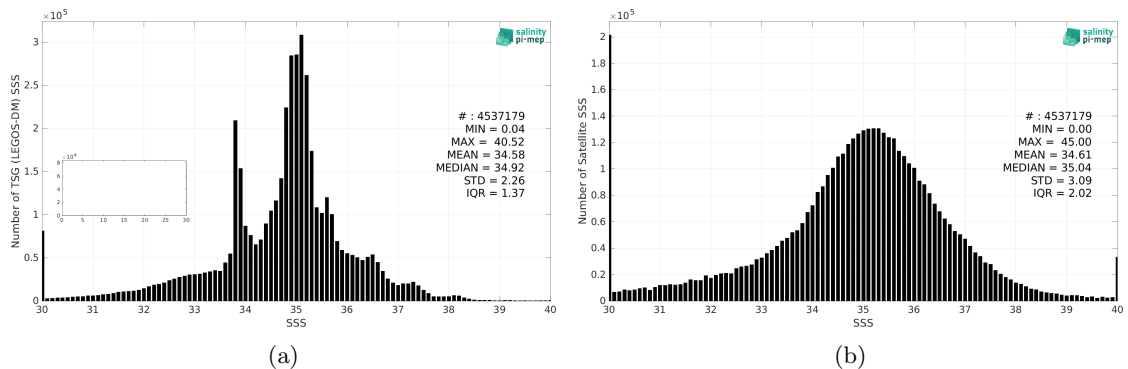 ×10⁵
3
2.5
2
1.5
1
0.5
0
Number of TSG (LEGOS-DM) SSS
salinity
pi-mep
# : 4537179
MIN = 0.04
MAX = 40.52
MEAN = 34.58
MEDIAN = 34.92
STD = 2.26
IQR = 1.37
×10⁴
8
6
4
2
0
0 5 10 15 20 25 30
30 31 32 33 34 35 36 37 38 39 40
SSS
(a)
×10⁵
2
1.8
1.6
1.4
1.2
1
0.8
0.6
0.4
0.2
0
Number of Satellite SSS
salinity
pi-mep
# : 4537179
MIN = 0.00
MAX = 45.00
MEAN = 34.61
MEDIAN = 35.04
STD = 3.09
IQR = 2.02
30 31 32 33 34 35 36 37 38 39 40
SSS
(b)